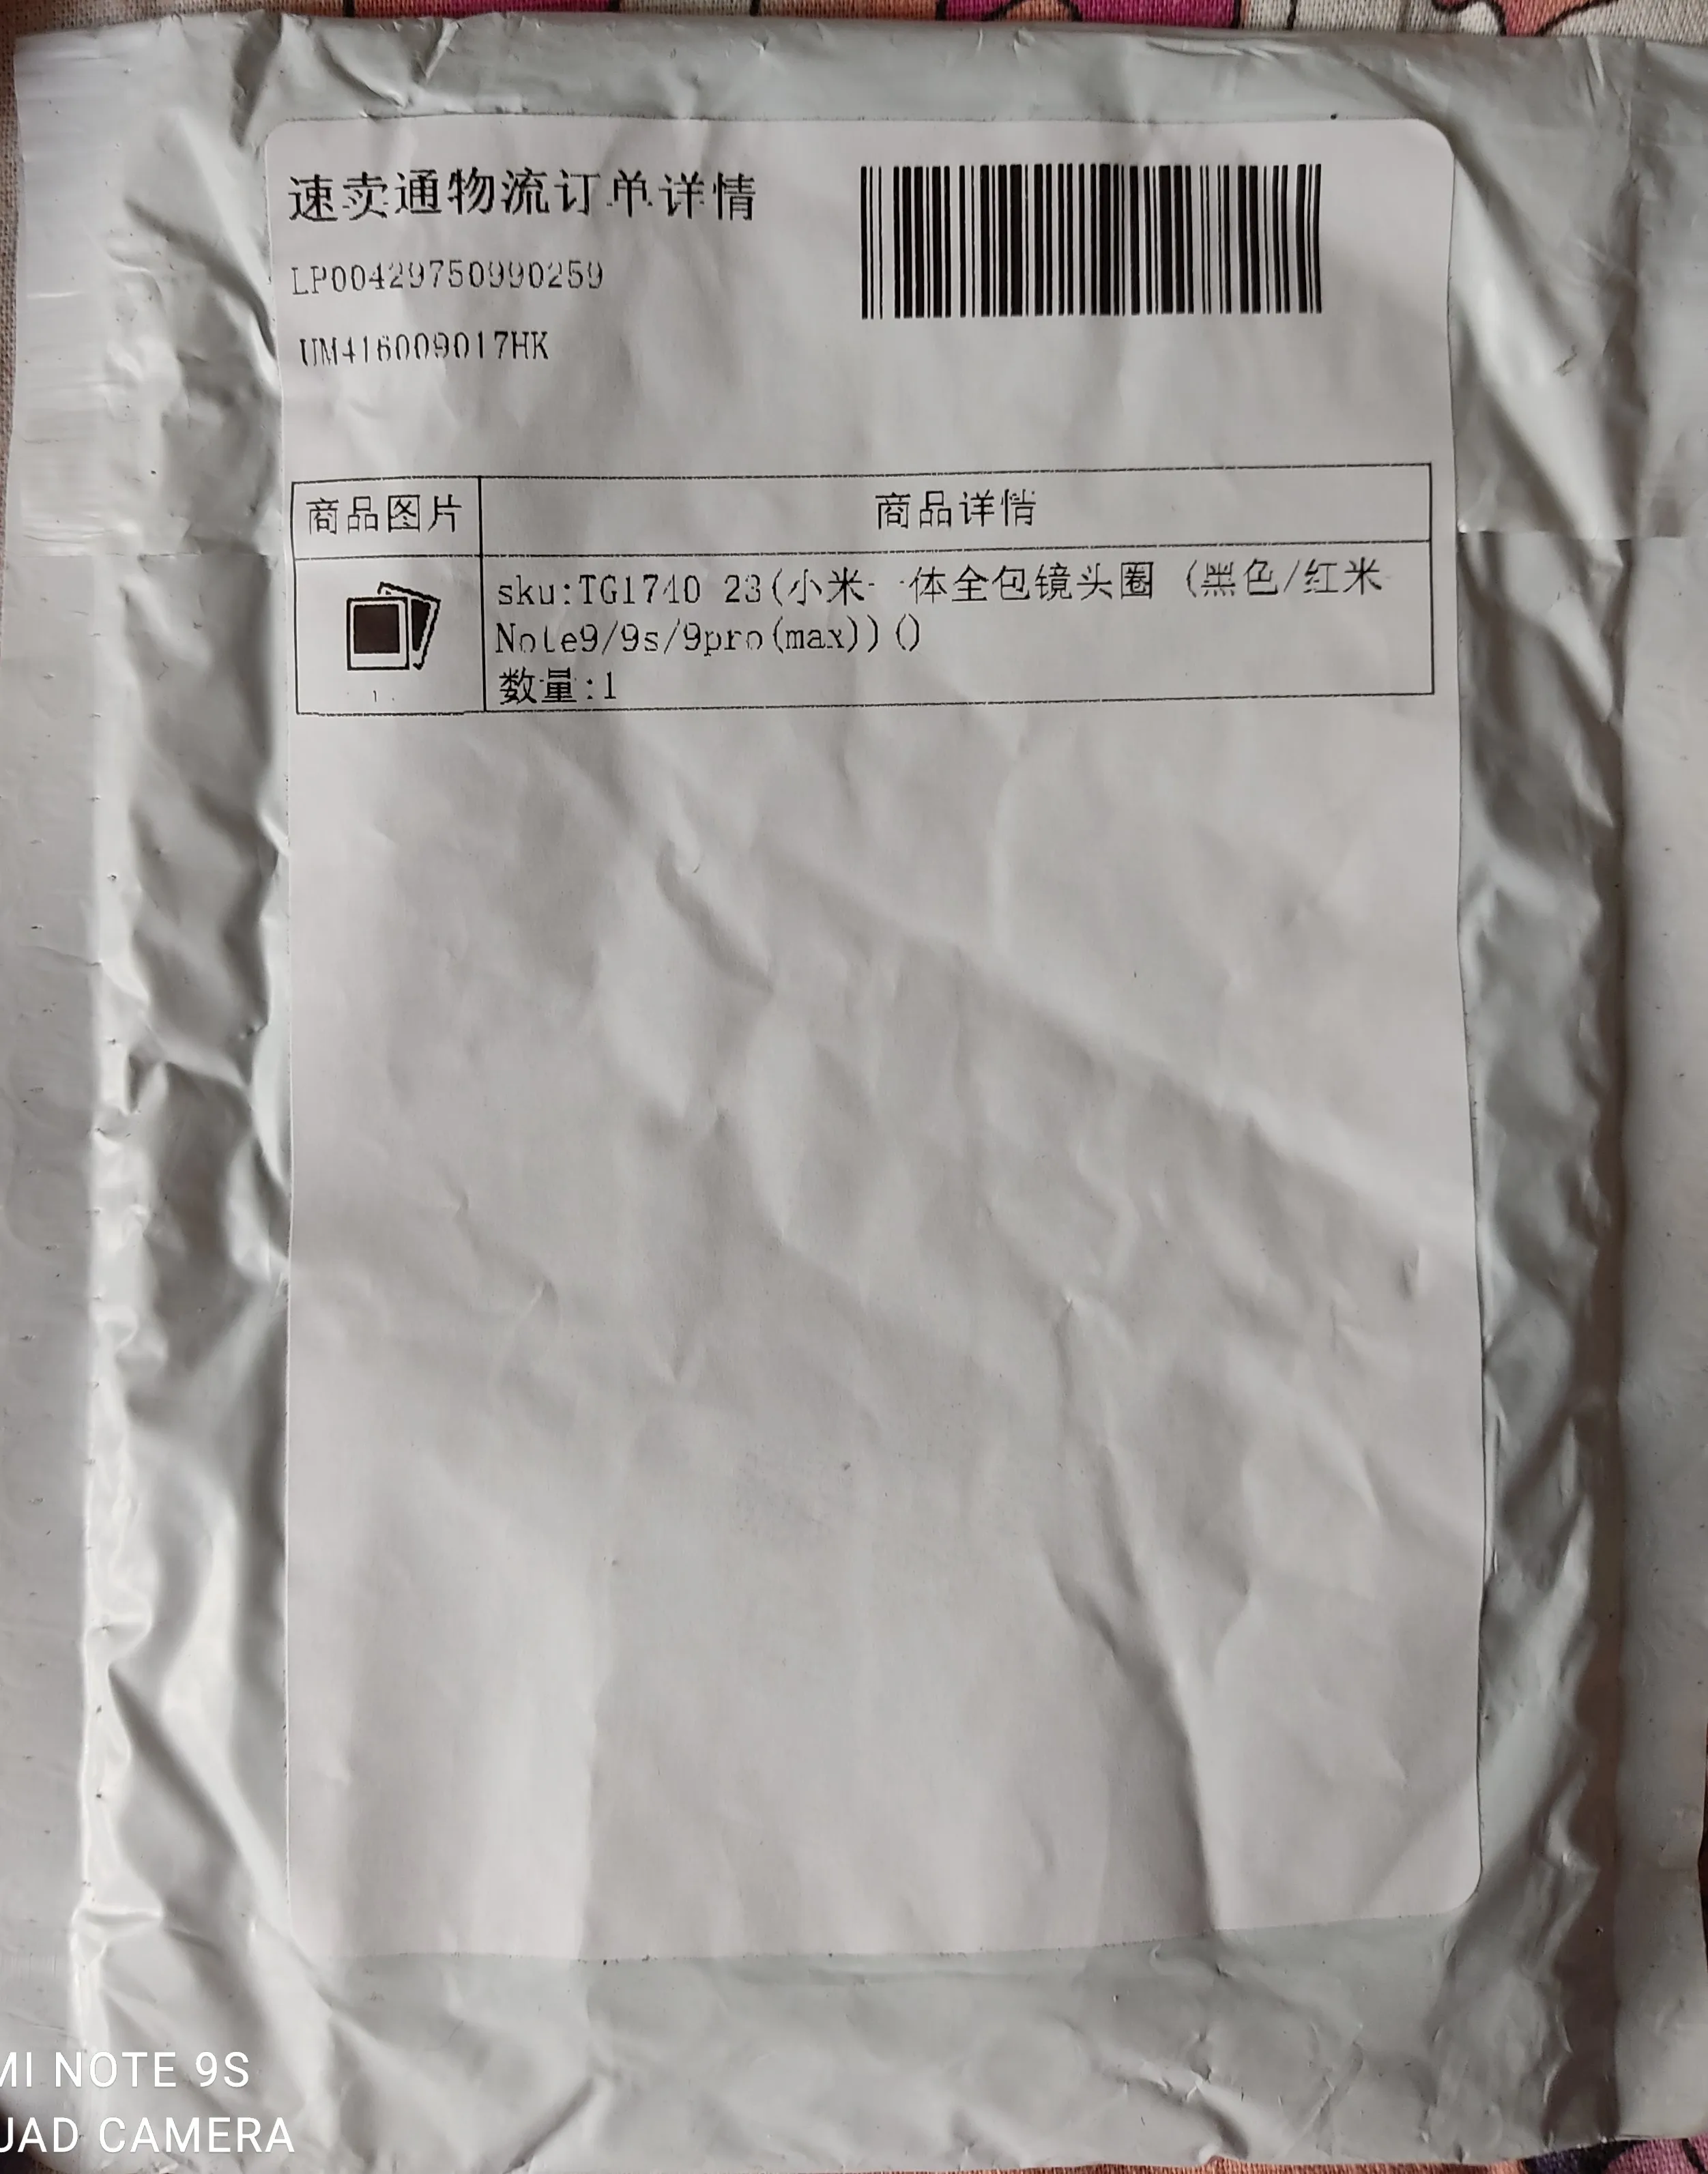 速卖通物流订单详情
LP00429750990259
UM416009017HK
商品图片 商品详情
sku:TG1740 23(小米一体全包镜头圈 (黑色/红米
Note9/9s/9pro(max))()
数量:1
MI NOTE 9S
UAD CAMERA